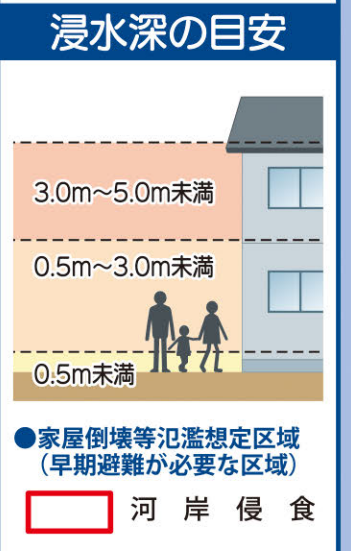 浸水深の目安
3.0m～5.0m未満
0.5m～3.0m未満
0.5m未満
●家屋倒壊等氾濫想定区域
（早期避難が必要な区域）
河岸侵食